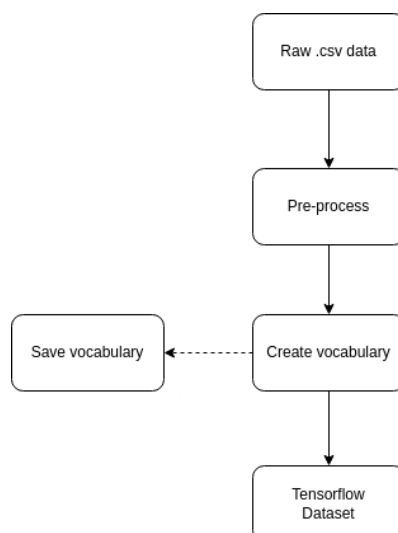 Raw .csv data
Pre-process
Save vocabulary
Create vocabulary
Tensorflow
Dataset